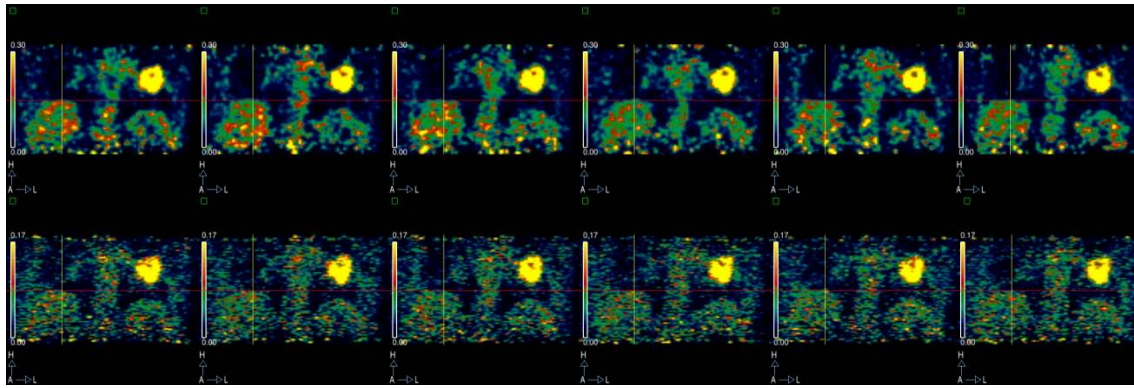 0.30 0.30 0.30 0.30 0.30 0.30
0.00 0.00 0.00 0.00 0.00 0.00
H H H H H H
A L A L A L A L A L A L
0.17 0.17 0.17 0.17 0.17 0.17
0.00 0.00 0.00 0.00 0.00 0.00
H H H H H H
A L A L A L A L A L A L